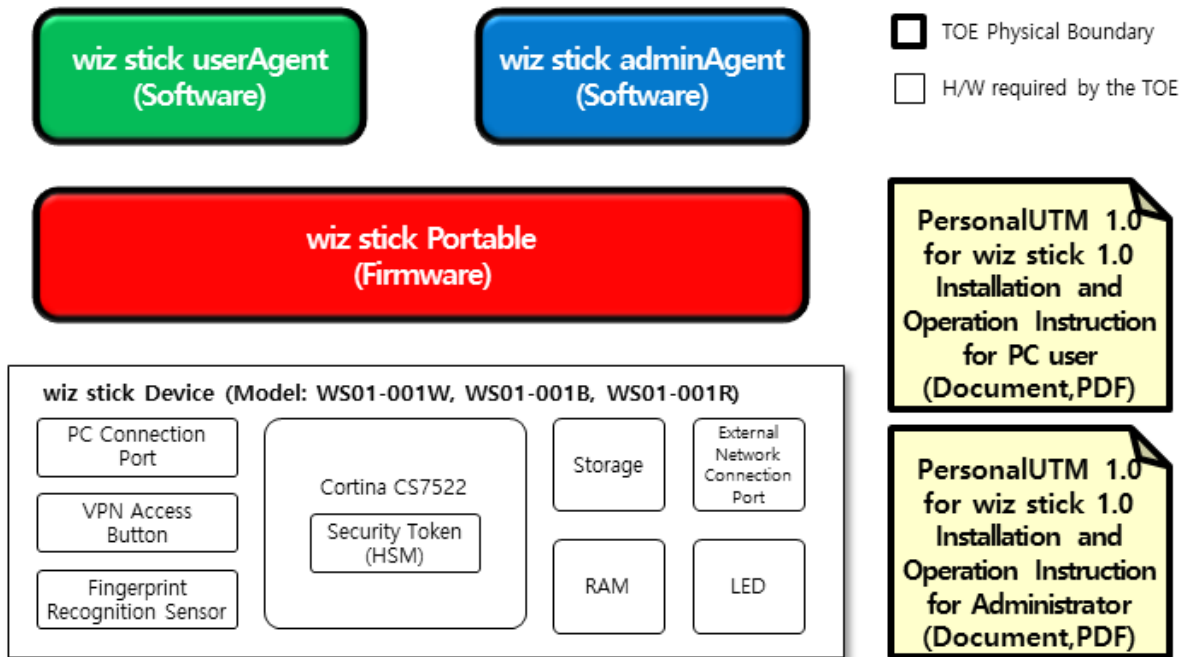 wiz stick userAgent
(Software)
wiz stick adminAgent
(Software)
TOE Physical Boundary
H/W required by the TOE
wiz stick Portable
(Firmware)
PersonalUTM 1.0
for wiz stick 1.0
Installation and
Operation Instruction
for PC user
(Document,PDF)
wiz stick Device (Model: WS01-001W, WS01-001B, WS01-001R)
PC Connection
Port
VPN Access
Button
Fingerprint
Recognition Sensor
Cortina CS7522
Security Token
(HSM)
Storage
External
Network
Connection
Port
RAM
LED
PersonalUTM 1.0
for wiz stick 1.0
Installation and
Operation Instruction
for Administrator
(Document,PDF)